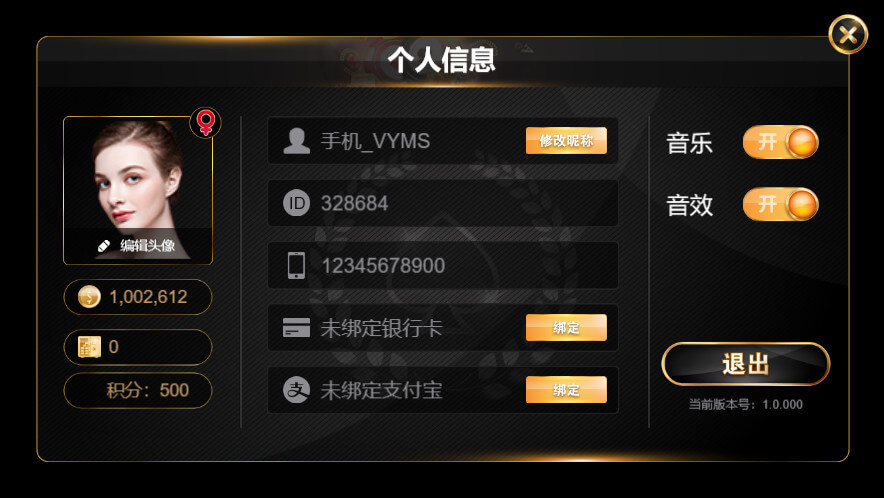 个人信息
编辑头像
1,002,612
0
积分：500
手机_VYMS
修改昵称
ID 328684
12345678900
未绑定银行卡
绑定
支 未绑定支付宝
绑定
音乐 开
音效 开
退出
当前版本号：1.0.000